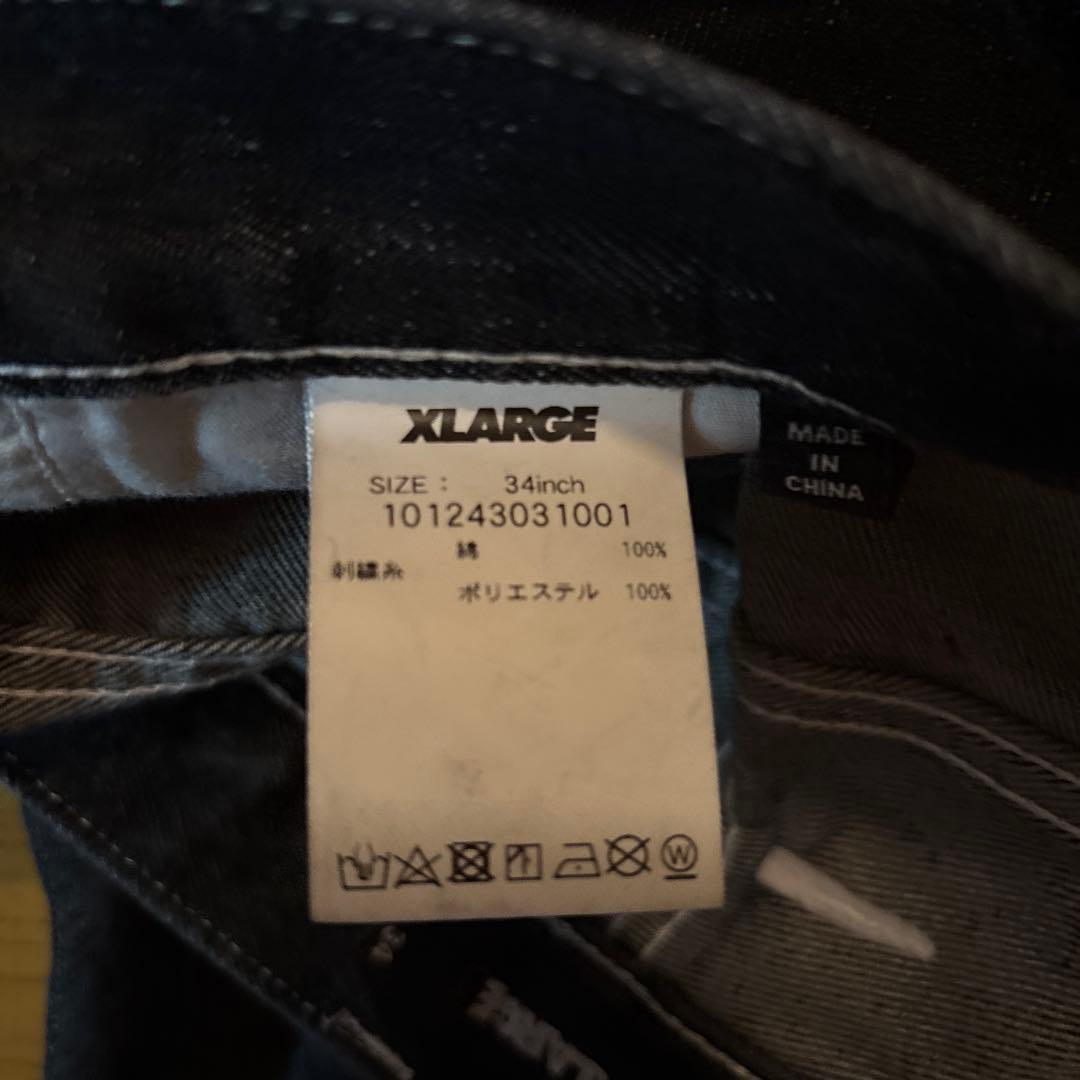 XLARGE
SIZE： 34inch
101243031001
綿 100%
刺繍糸
ポリエステル 100%
W
MADE
IN
CHINA